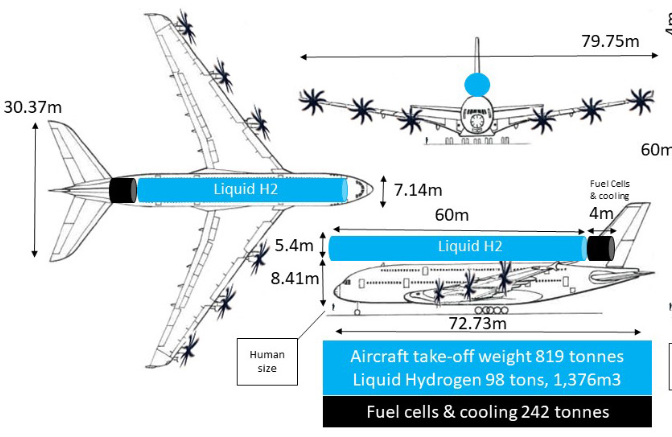 79.75m
4m
30.37m
60m
Liquid H2
7.14m
Fuel Cells
& cooling
4m
60m
5.4m
Liquid H2
8.41m
72.73m
Human
size
Aircraft take-off weight 819 tonnes
Liquid Hydrogen 98 tons, 1,376m3
Fuel cells & cooling 242 tonnes